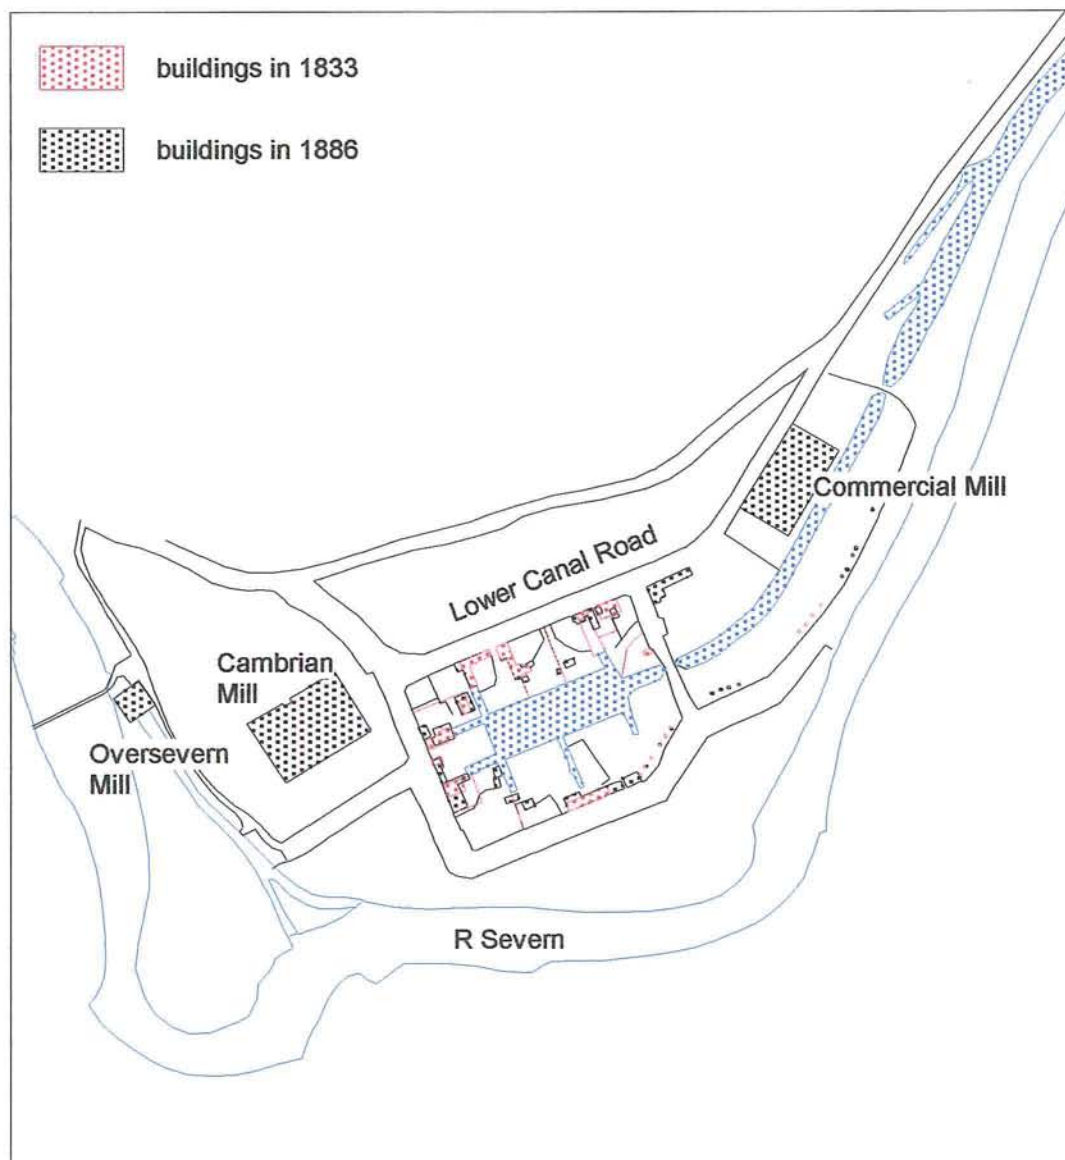 buildings in 1833
buildings in 1886
Commercial Mill
Lower Canal Road
Cambrian
Mill
Oversevern
Mill
R Severn